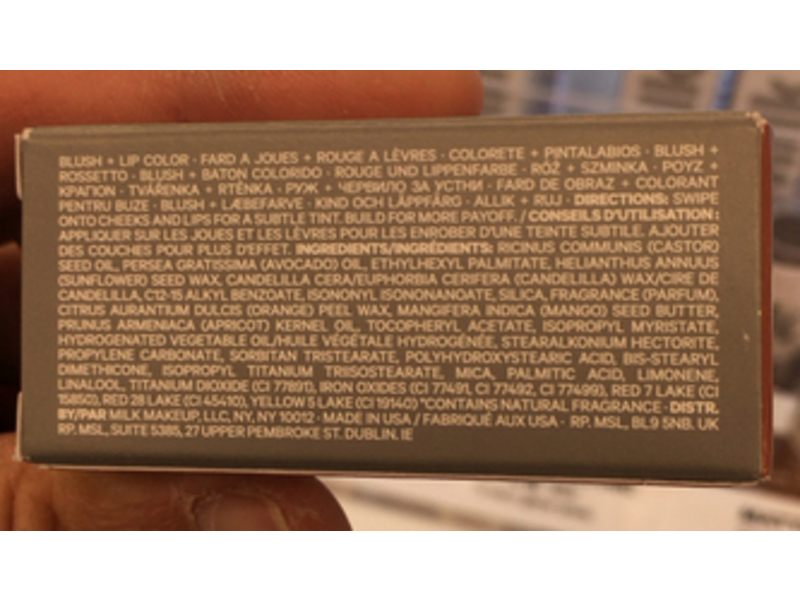 BLUSH + LIP COLOR · FARD A JOUES + ROUGE A LÈVRES · COLORETE + PINTALABIOS · BLUSH +
ROSSETTO · BLUSH + BATON COLORIDO · ROUGE UND LIPPENFARBE · RÓŻ + SZMINKA · РОУZ +
КРАГІОN · TVÁŘENKA + RTĚNKA · РУЖ + ЧЕРВИЛО ЗА УСТНИ · FARD DE OBRAZ + COLORANT
PENTRU BUZE · BLUSH + LÆBEFARVE · KINO OCH LÄPPFÄRG · ALLIK + RUJ · DIRECTIONS: SWIPE
ONTO CHEEKS AND LIPS FOR A SUBTLE TINT. BUILD FOR MORE PAYOFF. / CONSEILS D'UTILISATION :
APPLIQUER SUR LES JOUES ET LES LÈVRES POUR LES ENROBER D'UNE TEINTE SUBTILE. AJOUTER
DES COUCHES POUR PLUS D'EFFET. INGREDIENTS/INGRÉDIENTS: RICINUS COMMUNIS (CASTOR)
SEED OIL, PERSEA GRATISSIMA (AVOCADO) OIL, ETHYLHEXYL PALMITATE, HELIANTHUS ANNUUS
(SUNFLOWER) SEED WAX, CANDELILLA CERA/EUPHORBIA CERIFERA (CANDELILLA) WAX/CIRE DE
CANDELILLA, C12-15 ALKYL BENZOATE, ISONONYL ISONONANOATE, SILICA, FRAGRANCE (PARFUM),
CITRUS AURANTIUM DULCIS (ORANGE) PEEL WAX, MANGIFERA INDICA (MANGO) SEED BUTTER,
PRUNUS ARMENIACA (APRICOT) KERNEL OIL, TOCOPHERYL ACETATE, ISOPROPYL MYRISTATE,
HYDROGENATED VEGETABLE OIL/HUILE VÉGÉTALE HYDROGÉNÉE, STEARALKONIUM HECTORITE,
PROPYLENE CARBONATE, SORBITAN TRISTEARATE, POLYHYDROXYSTEARIC ACID, BIS-STEARYL
DIMETHICONE, ISOPROPYL TITANIUM TRIISOSTEARATE, MICA, PALMITIC ACID, LIMONENE,
LINALOOL, TITANIUM DIOXIDE (CI 77891), IRON OXIDES (CI 77491, CI 77492, CI 77499), RED 7 LAKE (CI
15850), RED 28 LAKE (CI 45410), YELLOW 5 LAKE (CI 19140) *CONTAINS NATURAL FRAGRANCE · DISTR.
BY/PAR MILK MAKEUP, LLC, NY, NY 10012 · MADE IN USA / FABRIQUÉ AUX USA · RP. MSL, BL9 5NB. UK
RP. MSL, SUITE 5385, 27 UPPER PEMBROKE ST. DUBLIN. IE